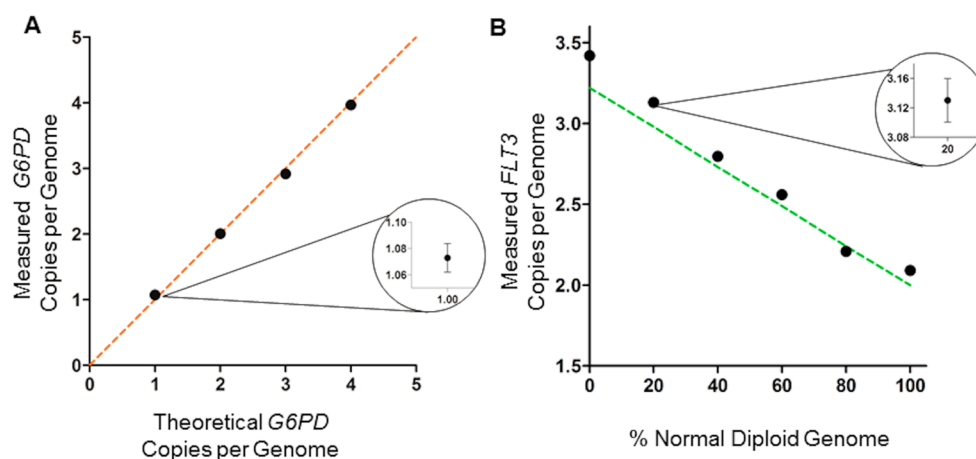 A
Measured G6PD
Copies per Genome
5
4
3
2
1
0
0 1 2 3 4 5
Theoretical G6PD
Copies per Genome
1.10
1.08
1.06
1.00
B
Measured FLT3
Copies per Genome
3.5
3.0
2.5
2.0
1.5
0 20 40 60 80 100
% Normal Diploid Genome
3.16
3.12
3.08
20